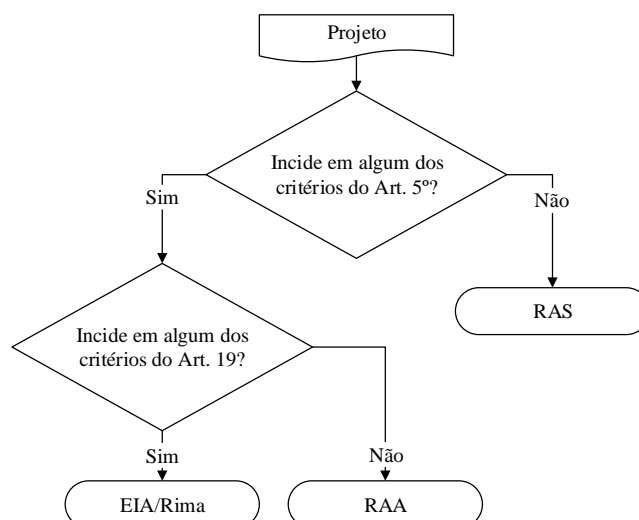 Projeto
Incide em algum dos
critérios do Art. 5º?
Sim
Não
RAS
Incide em algum dos
critérios do Art. 19?
Sim
Não
EIA/Rima
RAA